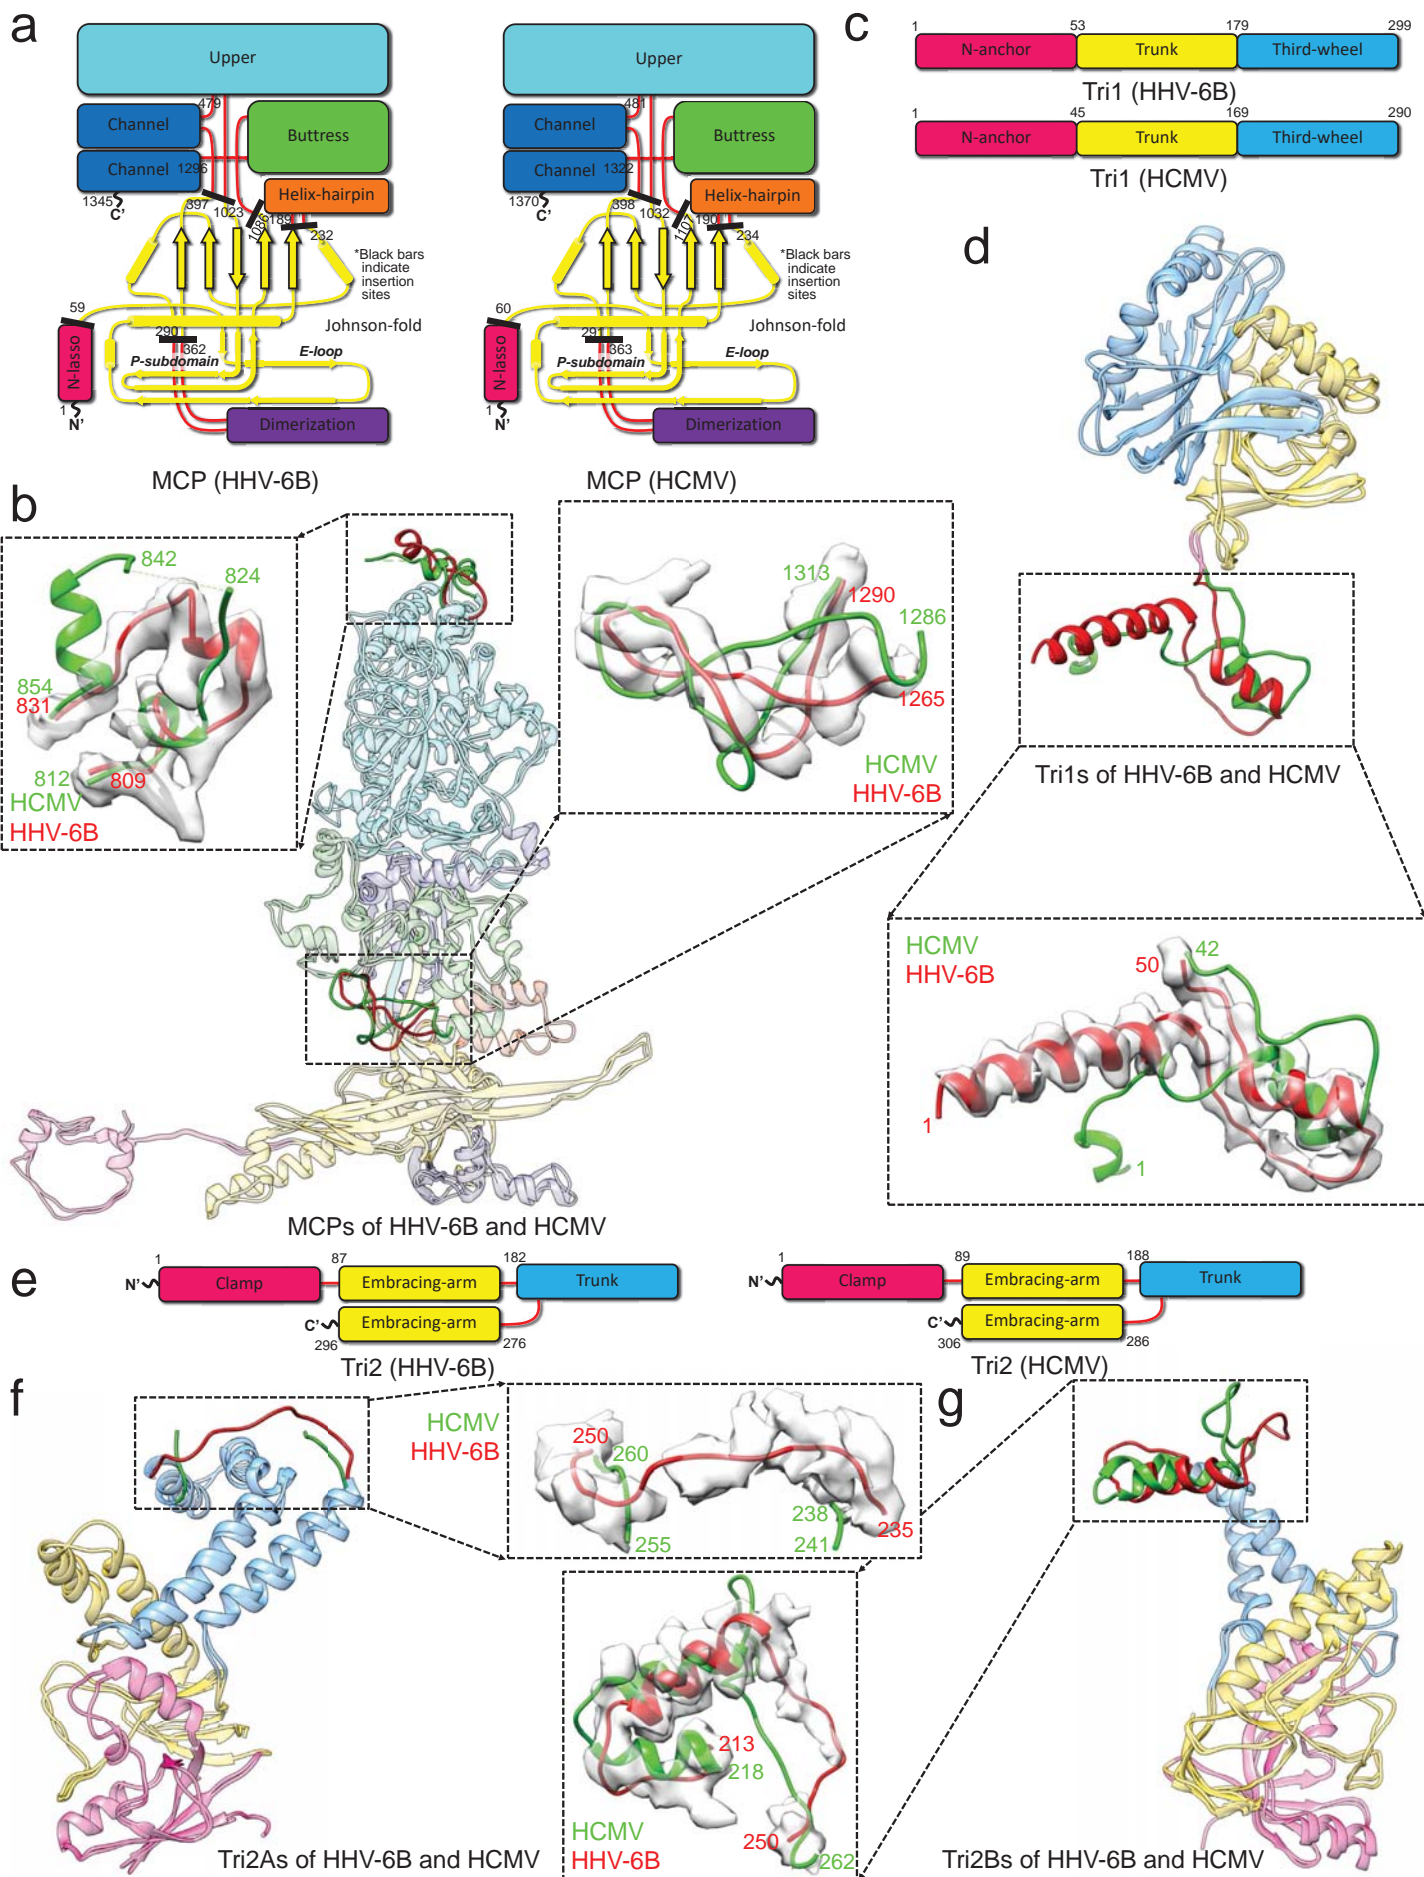 a
Upper
479
Channel
Buttress
Channel
1296
Helix-hairpin
1345
C'
397
1023
1086
189
232
*Black bars
indicate
insertion
sites
59
Johnson-fold
290
362
P-subdomain
E-loop
N-lasso
1
N'
Dimerization
MCP (HHV-6B)
Upper
481
Channel
Buttress
Channel
1322
Helix-hairpin
1370
C'
398
1032
1107
190
234
*Black bars
indicate
insertion
sites
60
Johnson-fold
291
363
P-subdomain
E-loop
N-lasso
1
N'
Dimerization
MCP (HCMV)
c
1 53 179 299
N-anchor Trunk Third-wheel
Tri1 (HHV-6B)
1 45 169 290
N-anchor Trunk Third-wheel
Tri1 (HCMV)
d
Tri1s of HHV-6B and HCMV
HCMV
HHV-6B
50
42
1
1
b
842
824
854
831
812
809
HCMV
HHV-6B
1313
1290
1286
1265
HCMV
HHV-6B
MCPs of HHV-6B and HCMV
e
1 87 182
N' Clamp Embracing-arm Trunk
C' Embracing-arm
296 276
Tri2 (HHV-6B)
1 89 188
N' Clamp Embracing-arm Trunk
C' Embracing-arm
306 286
Tri2 (HCMV)
f
HCMV
HHV-6B
250
260
255
238
241
235
Tri2As of HHV-6B and HCMV
g
213
218
250
262
HCMV
HHV-6B
Tri2Bs of HHV-6B and HCMV